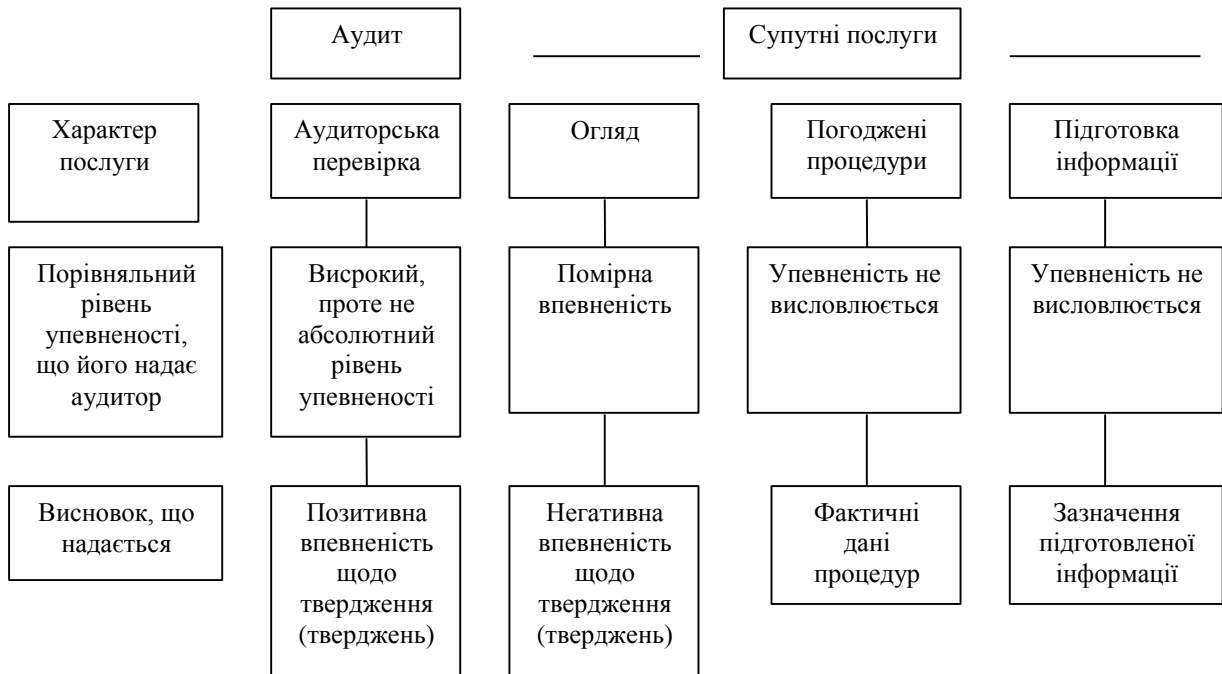 Аудит
Супутні послуги
Характер
послуги
Аудиторська
перевірка
Огляд
Погоджені
процедури
Підготовка
інформації
Порівняльний
рівень
упевненості,
що його надає
аудитор
Висрокий,
проте не
абсолютний
рівень
упевненості
Помірна
впевненість
Упевненість не
висловлюється
Упевненість не
висловлюється
Висновок, що
надається
Позитивна
впевненість
щодо
твердження
(тверджень)
Негативна
впевненість
щодо
твердження
(тверджень)
Фактичні
дані
процедур
Зазначення
підготовленої
інформації